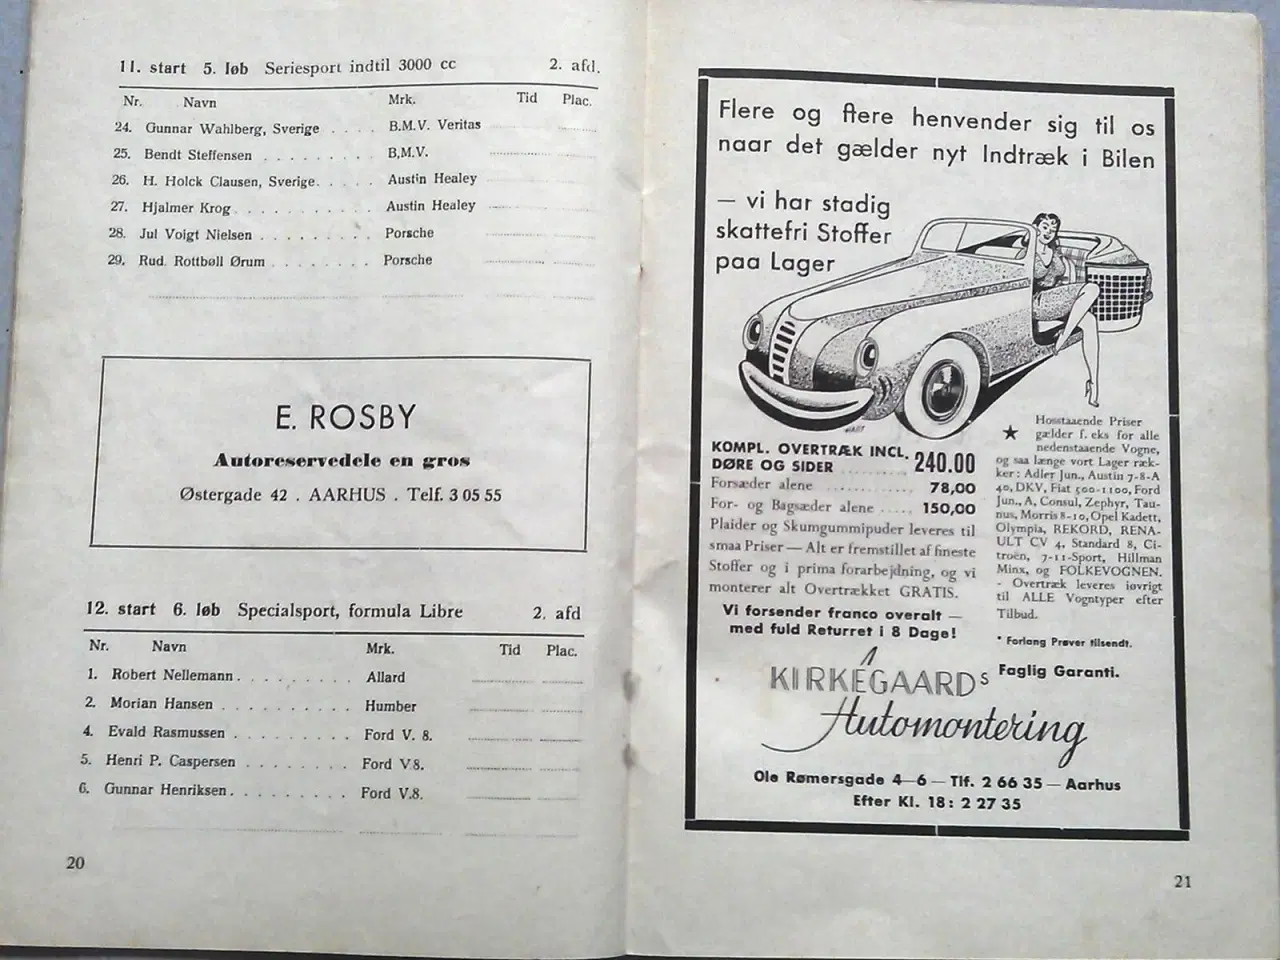 11. start 5. løb Seriesport indtil 3000 cc 2. afd.
Nr. Navn Mrk. Tid Plac.
24. Gunnar Wahlberg, Sverige .... B.M.V. Veritas
25. Bendt Steffensen ......... B.M.V.
26. H. Holck Clausen, Sverige..... Austin Healey
27. Hjalmer Krog........... Austin Healey
28. Jul Voigt Nielsen ......... Porsche
29. Rud. Rottbøll Ørum ........ Porsche
E. ROSBY
Autoreservedele en gros
Østergade 42 . AARHUS . Telf. 3 05 55
12. start 6. løb Specialsport, formula Libre 2. afd
Nr. Navn Mrk. Tid Plac.
1. Robert Nellemann......... Allard
2. Morian Hansen .......... Humber
4. Evald Rasmussen ......... Ford V. 8.
5. Henri P. Caspersen ........ Ford V.8.
6. Gunnar Henriksen......... Ford V.8.
20
Flere og flere henvender sig til os
naar det gælder nyt Indtræk i Bilen
— vi har stadig
skattefri Stoffer
paa Lager
KOMPL. OVERTRÆK INCL.
DØRE OG SIDER ......... 240.00
Forsæder alene ............ 78,00
For- og Bagsæder alene ..... 150,00
Plaider og Skumgummipuder leveres til
smaa Priser — Alt er fremstillet af fineste
Stoffer og i prima forarbejdning, og vi
monterer alt Overtrækket GRATIS.
Vi forsender franco overalt —
med fuld Returret i 8 Dage!
★ Hosstaaende Priser
gælder f. eks for alle
nedenstaaende Vogne,
og saa længe vort Lager ræk-
ker: Adler Jun., Austin 7-8-A
40, DKV, Fiat 500-1100, Ford
Jun., A, Consul, Zephyr, Tau-
nus, Morris 8-10, Opel Kadett,
Olympia, REKORD, RENA-
ULT CV 4, Standard 8, Ci-
troën, 7-11-Sport, Hillman
Minx, og FOLKEVOGNEN.
- Overtræk leveres iøvrigt
til ALLE Vogntyper efter
Tilbud.
* Forlang Prøver tilsendt.
Faglig Garanti.
KIRKEGAARDs
Automontering
Ole Rømersgade 4—6 — Tlf. 2 66 35 — Aarhus
Efter Kl. 18: 2 27 35
21